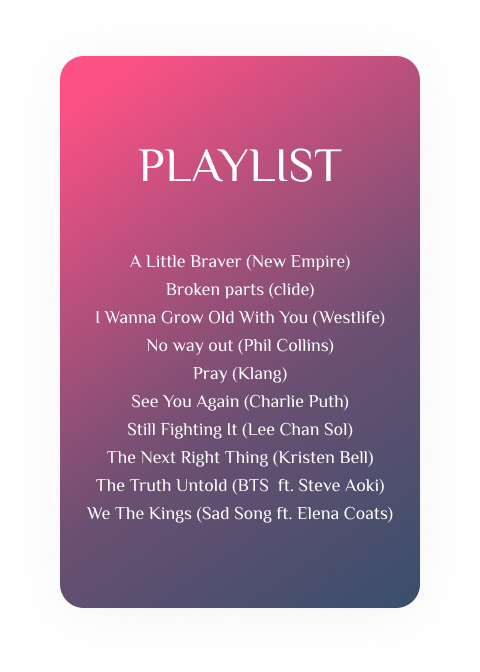 PLAYLIST
A Little Braver (New Empire)
Broken parts (clide)
I Wanna Grow Old With You (Westlife)
No way out (Phil Collins)
Pray (Klang)
See You Again (Charlie Puth)
Still Fighting It (Lee Chan Sol)
The Next Right Thing (Kristen Bell)
The Truth Untold (BTS  ft. Steve Aoki)
We The Kings (Sad Song ft. Elena Coats)